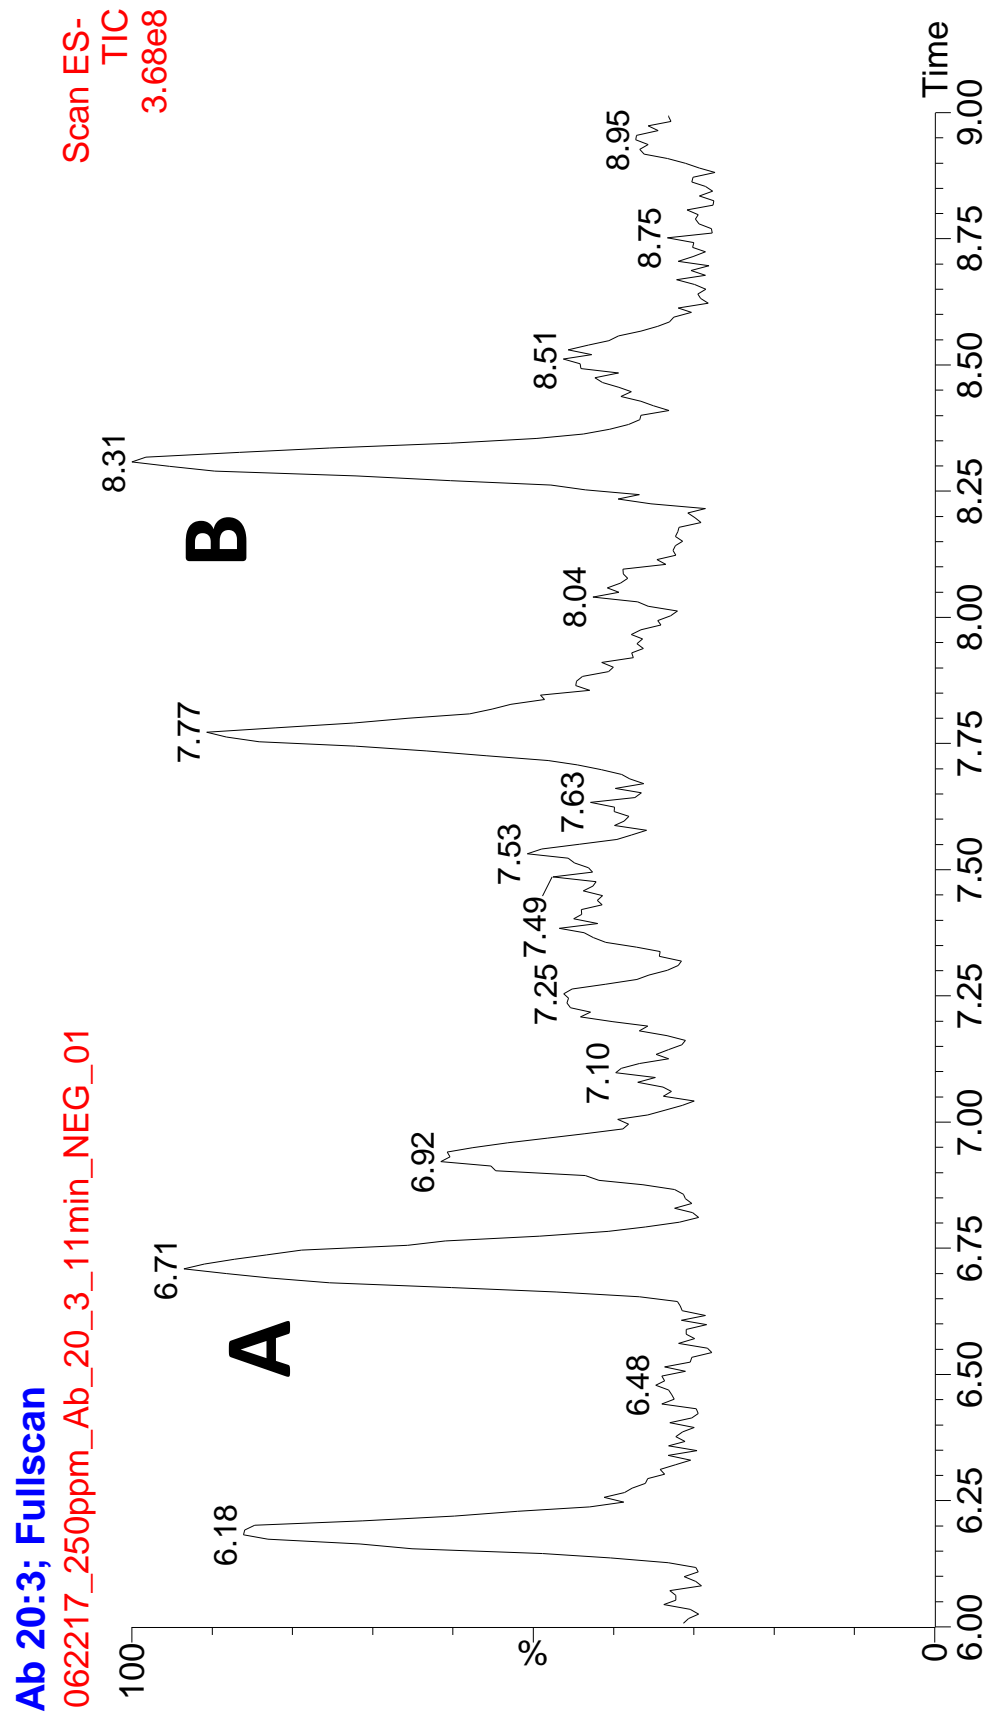 Ab 20:3; Fullscan
062217_250ppm_Ab_20_3_11min_NEG_01
Scan ES-
TIC
3.68e8
100
%
0
A
B
6.18
6.48
6.71
6.92
7.10
7.25
7.49
7.53
7.63
7.77
8.04
8.31
8.51
8.75
8.95
6.00 6.25 6.50 6.75 7.00 7.25 7.50 7.75 8.00 8.25 8.50 8.75 9.00
Time